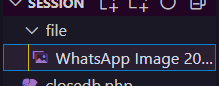 SESSION
file
WhatsApp Image 20...
closedb.php